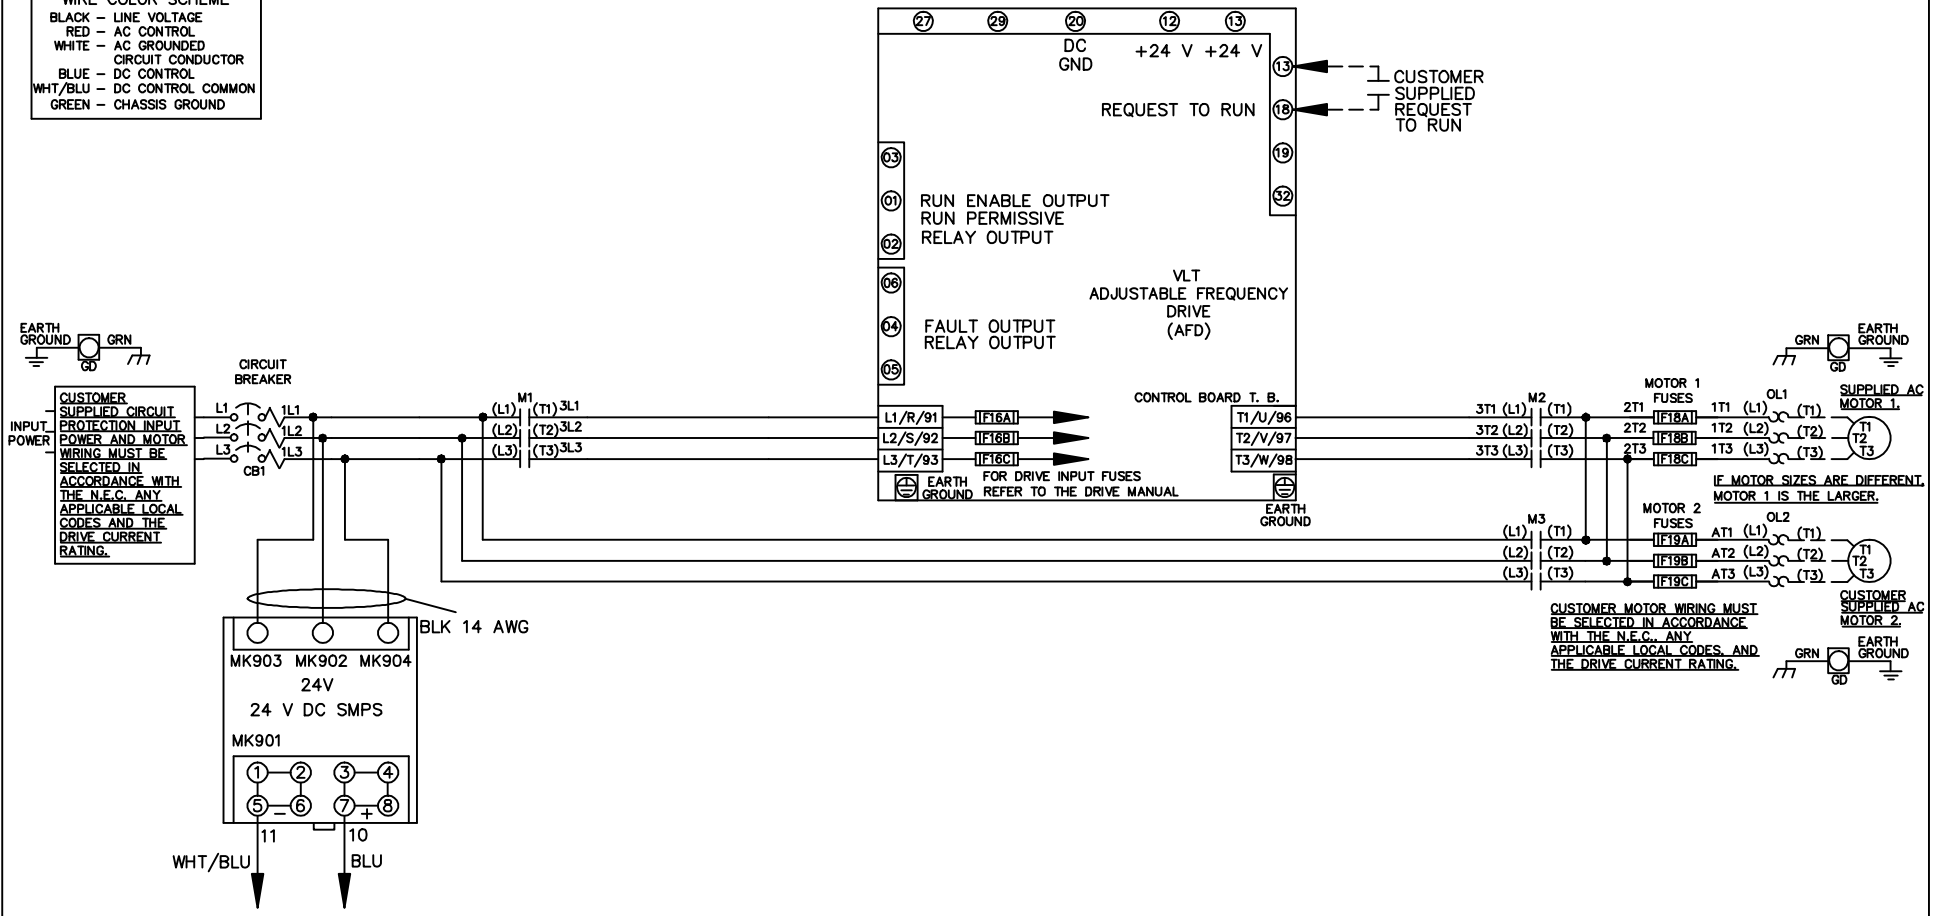 WIRE COLOR SCHEME
BLACK – LINE VOLTAGE
RED – AC CONTROL
WHITE – AC GROUNDED
CIRCUIT CONDUCTOR
BLUE – DC CONTROL
WHT/BLU – DC CONTROL COMMON
GREEN – CHASSIS GROUND
27 29 20 12 13
DC
GND
+24 V +24 V
13
REQUEST TO RUN 18
19
32
CUSTOMER
SUPPLIED
REQUEST
TO RUN
03
01
02
RUN ENABLE OUTPUT
RUN PERMISSIVE
RELAY OUTPUT
06
04
05
FAULT OUTPUT
RELAY OUTPUT
VLT
ADJUSTABLE FREQUENCY
DRIVE
(AFD)
CONTROL BOARD T. B.
L1/R/91 F16A
L2/S/92 F16B
L3/T/93 F16C
T1/U/96
T2/V/97
T3/W/98
EARTH
GROUND
FOR DRIVE INPUT FUSES
REFER TO THE DRIVE MANUAL
EARTH
GROUND
EARTH
GROUND
GRN
GD
INPUT
POWER
CUSTOMER
SUPPLIED CIRCUIT
PROTECTION INPUT
POWER AND MOTOR
WIRING MUST BE
SELECTED IN
ACCORDANCE WITH
THE N.E.C. ANY
APPLICABLE LOCAL
CODES AND THE
DRIVE CURRENT
RATING.
CIRCUIT
BREAKER
L1 1L1
L2 1L2
L3 1L3
CB1
M1
(L1) (T1) 3L1
(L2) (T2) 3L2
(L3) (T3) 3L3
BLK 14 AWG
MK903 MK902 MK904
24V
24 V DC SMPS
MK901
1 2 3 4
5 – 6 7 + 8
11 10
WHT/BLU BLU
M2
3T1 (L1) (T1)
3T2 (L2) (T2)
3T3 (L3) (T3)
MOTOR 1
FUSES
2T1 F18A 1T1 (L1) (T1)
2T2 F18B 1T2 (L2) (T2)
2T3 F18C 1T3 (L3) (T3)
OL1
GRN
GD
EARTH
GROUND
SUPPLIED AC
MOTOR 1.
T1
T2
T3
IF MOTOR SIZES ARE DIFFERENT,
MOTOR 1 IS THE LARGER.
M3
(L1) (T1)
(L2) (T2)
(L3) (T3)
MOTOR 2
FUSES
F19A AT1 (L1) (T1)
F19B AT2 (L2) (T2)
F19C AT3 (L3) (T3)
OL2
T1
T2
T3
CUSTOMER
SUPPLIED AC
MOTOR 2.
CUSTOMER MOTOR WIRING MUST
BE SELECTED IN ACCORDANCE
WITH THE N.E.C., ANY
APPLICABLE LOCAL CODES, AND
THE DRIVE CURRENT RATING.
GRN
GD
EARTH
GROUND